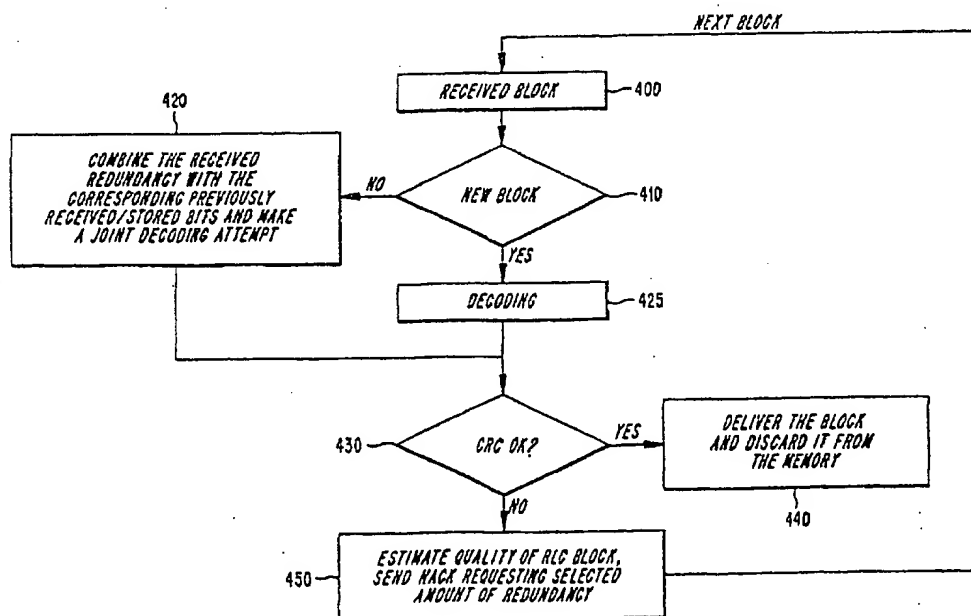 NEXT BLOCK
RECEIVED BLOCK
400
420
COMBINE THE RECEIVED
REDUNDANCY WITH THE
CORRESPONDING PREVIOUSLY
RECEIVED/STORED BITS AND MAKE
A JOINT DECODING ATTEMPT
NO
NEW BLOCK
410
YES
DECODING
425
430
CRC OK?
YES
DELIVER THE BLOCK
AND DISCARD IT FROM
THE MEMORY
440
NO
450
ESTIMATE QUALITY OF RLC BLOCK,
SEND NACK REQUESTING SELECTED
AMOUNT OF REDUNDANCY